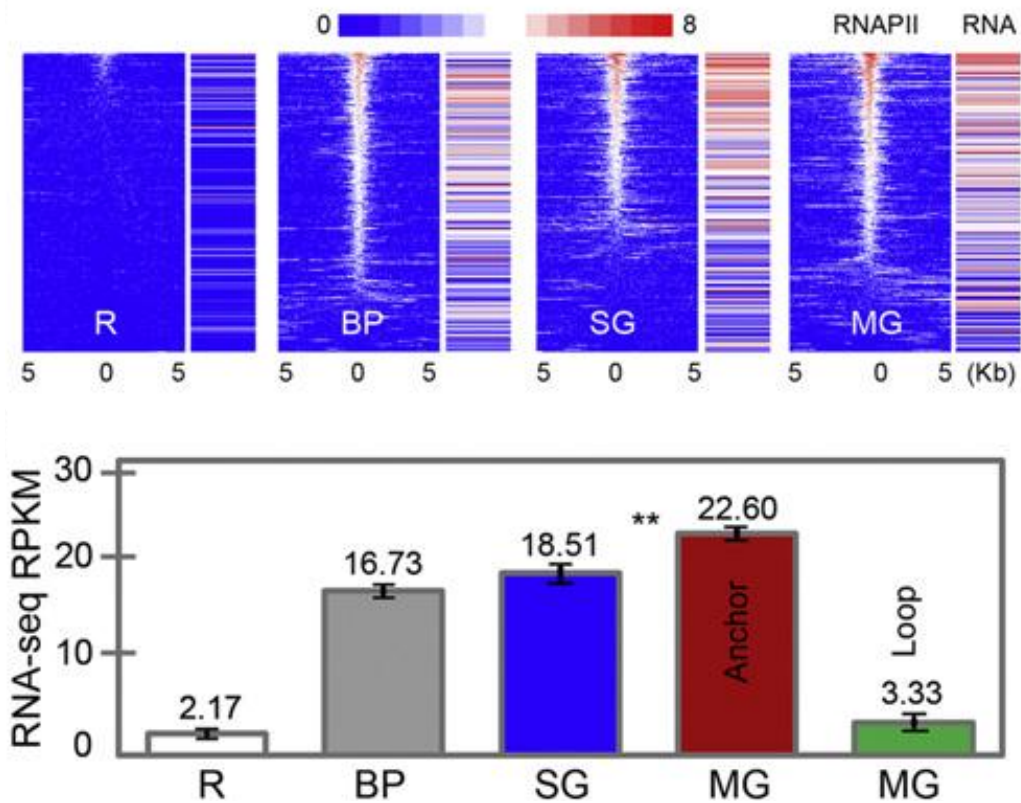 0 8 RNAPII RNA
R BP SG MG
5 0 5 5 0 5 5 0 5 5 0 5 (Kb)
RNA-seq RPKM
30
20
10
0
2.17
16.73
18.51
**
22.60
Anchor
Loop
3.33
R BP SG MG MG